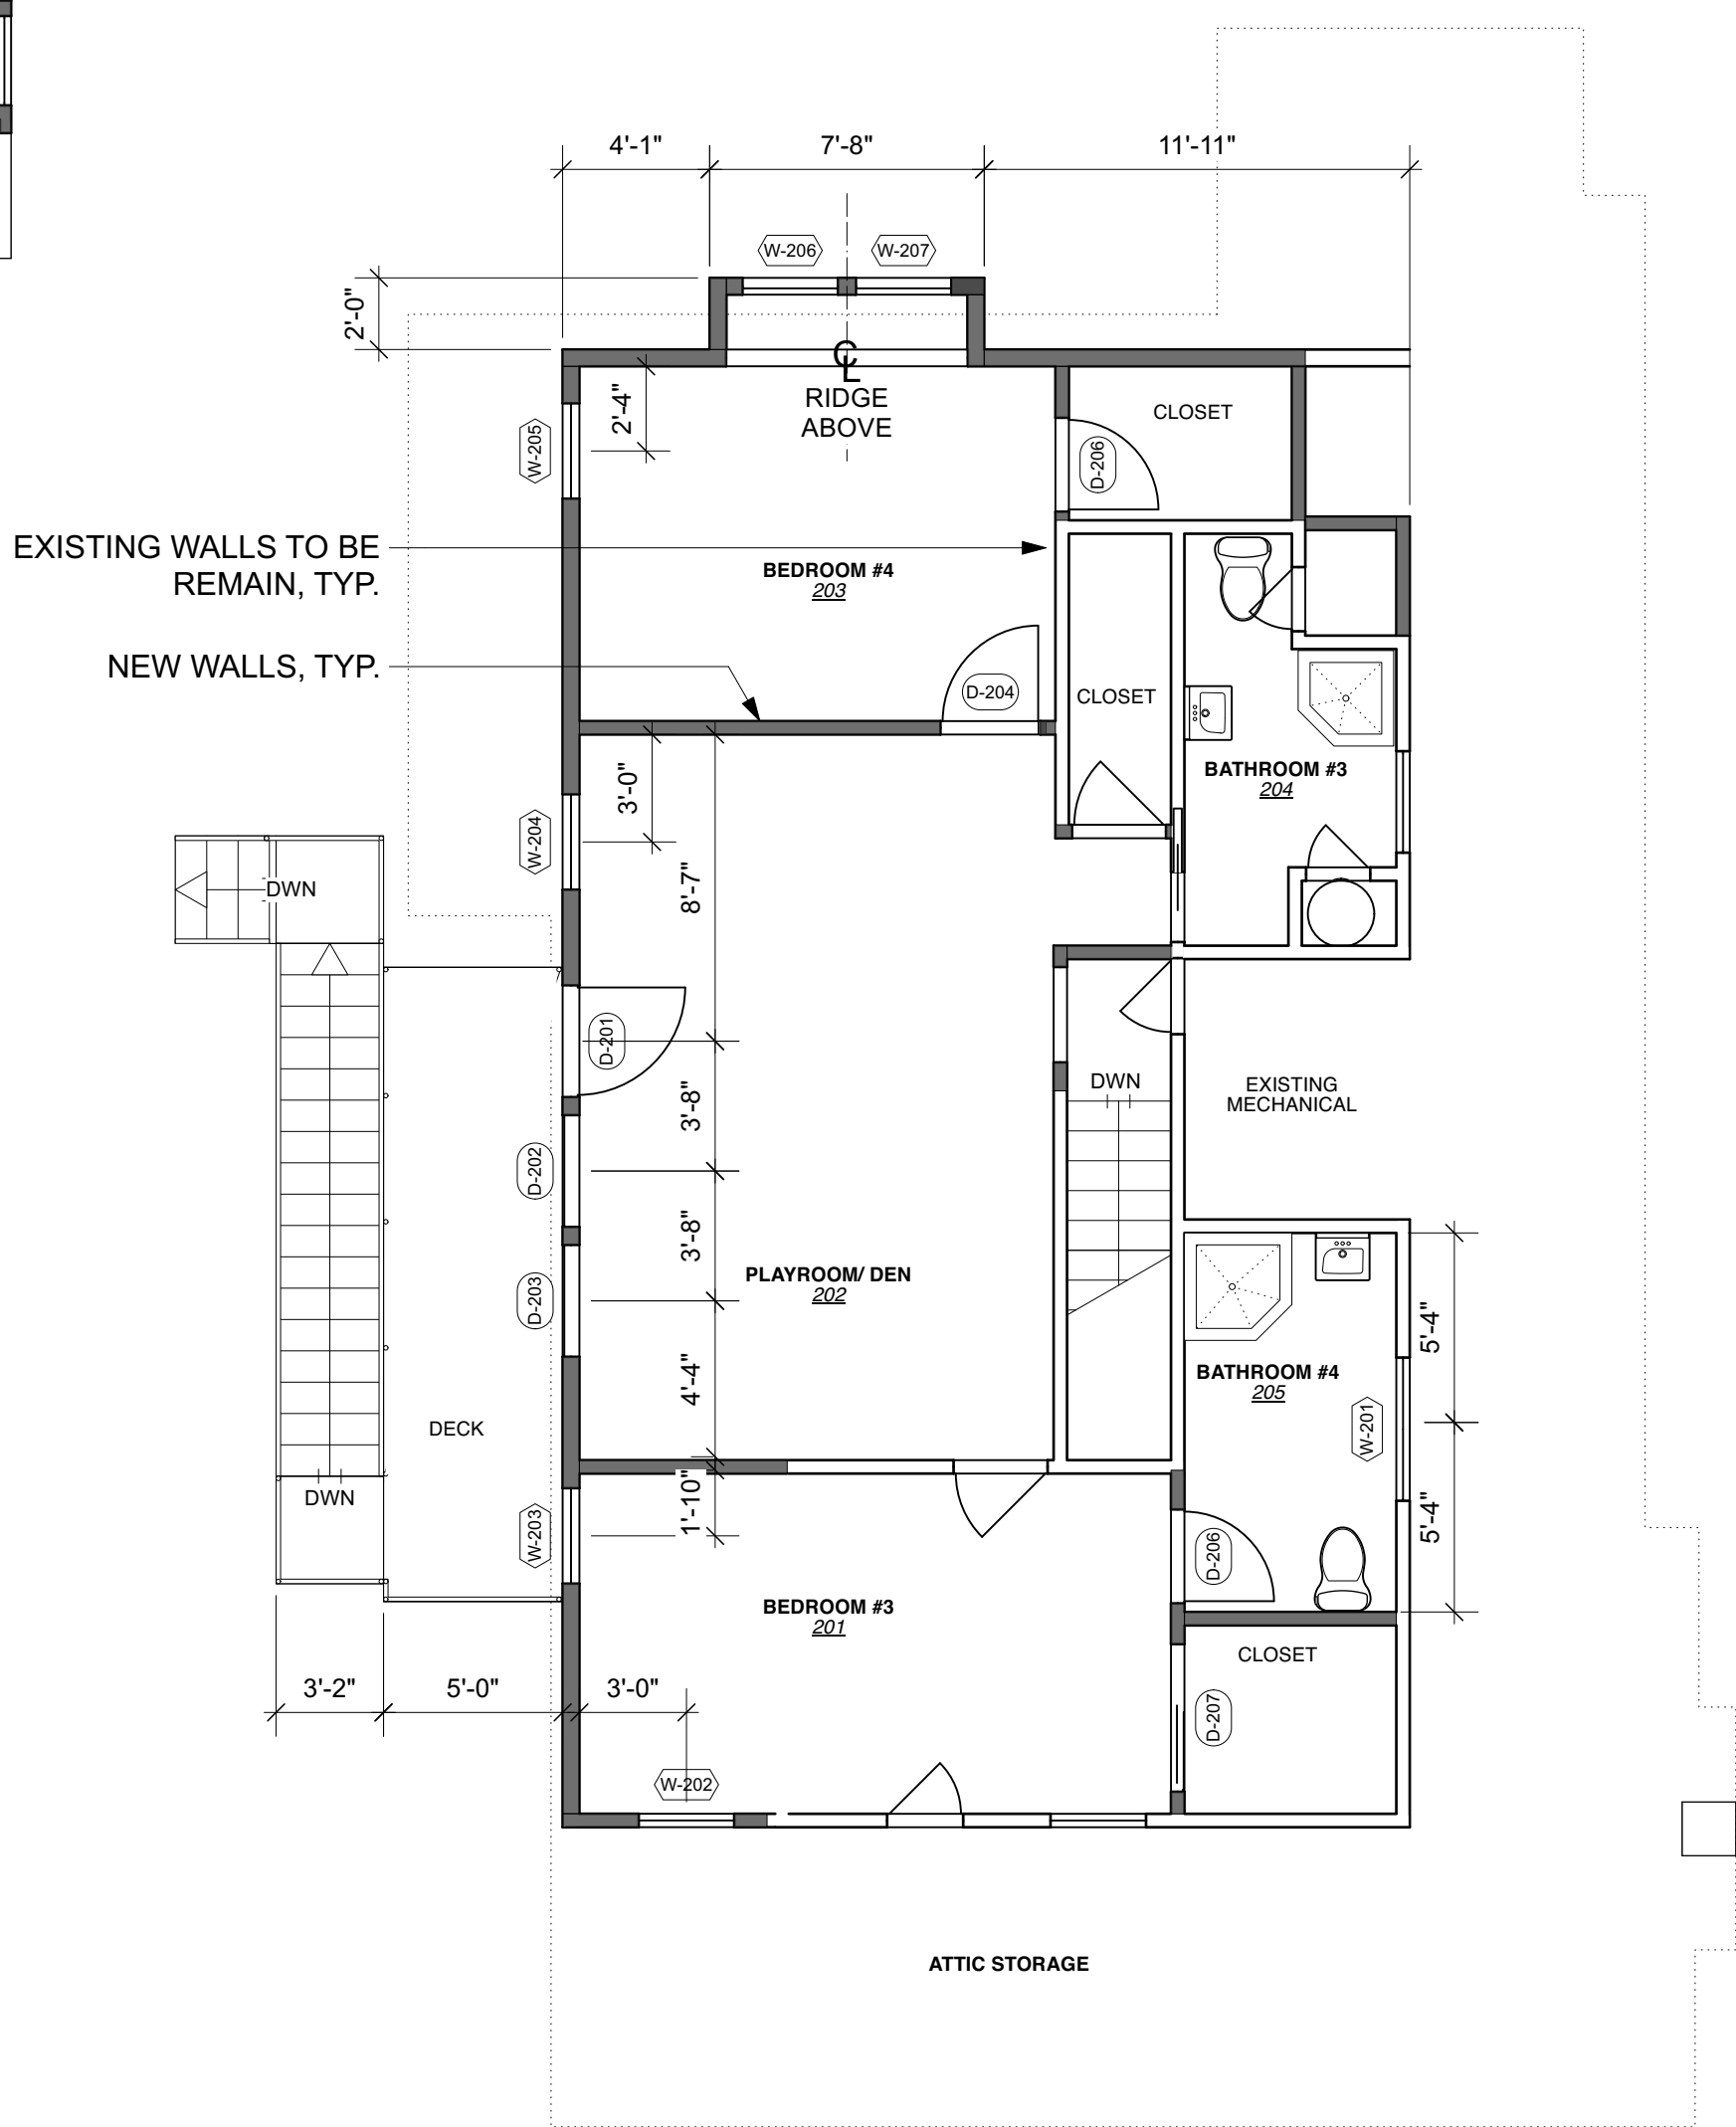 4'-1"
7'-8"
11'-11"
W-206
W-207
2'-0"
CL
RIDGE
ABOVE
2'-4"
CLOSET
W-205
D-206
EXISTING WALLS TO BE
REMAIN, TYP.
BEDROOM #4
203
NEW WALLS, TYP.
D-204
CLOSET
BATHROOM #3
204
3'-0"
W-204
8'-7"
DWN
D-201
DWN
EXISTING
MECHANICAL
3'-8"
D-202
3'-8"
D-203
PLAYROOM/ DEN
202
5'-4"
BATHROOM #4
205
4'-4"
W-201
DECK
DWN
1'-10"
W-203
5'-4"
D-206
BEDROOM #3
201
CLOSET
3'-2"
5'-0"
3'-0"
D-207
W-202
ATTIC STORAGE